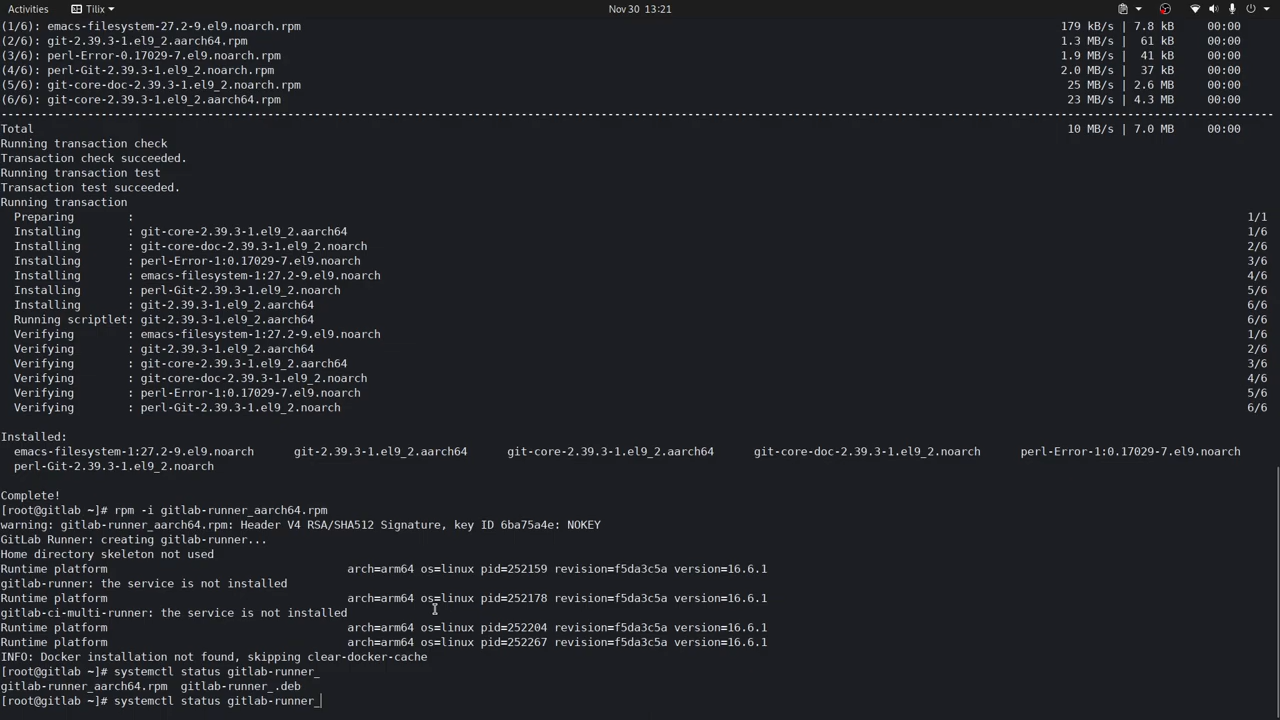 Activities Tilix Nov 30 13:21
(1/6): emacs-filesystem-27.2-9.el9.noarch.rpm 179 kB/s | 7.8 kB 00:00
(2/6): git-2.39.3-1.el9_2.aarch64.rpm 1.3 MB/s | 61 kB 00:00
(3/6): perl-Error-0.17029-7.el9.noarch.rpm 1.9 MB/s | 41 kB 00:00
(4/6): perl-Git-2.39.3-1.el9_2.noarch.rpm 2.0 MB/s | 37 kB 00:00
(5/6): git-core-doc-2.39.3-1.el9_2.noarch.rpm 25 MB/s | 2.6 MB 00:00
(6/6): git-core-2.39.3-1.el9_2.aarch64.rpm 23 MB/s | 4.3 MB 00:00
Total 10 MB/s | 7.0 MB 00:00
Running transaction check
Transaction check succeeded.
Running transaction test
Transaction test succeeded.
Running transaction
Preparing : 1/1
Installing : git-core-2.39.3-1.el9_2.aarch64 1/6
Installing : git-core-doc-2.39.3-1.el9_2.noarch 2/6
Installing : perl-Error-1:0.17029-7.el9.noarch 3/6
Installing : emacs-filesystem-1:27.2-9.el9.noarch 4/6
Installing : perl-Git-2.39.3-1.el9_2.noarch 5/6
Installing : git-2.39.3-1.el9_2.aarch64 6/6
Running scriptlet: git-2.39.3-1.el9_2.aarch64 6/6
Verifying : emacs-filesystem-1:27.2-9.el9.noarch 1/6
Verifying : git-2.39.3-1.el9_2.aarch64 2/6
Verifying : git-core-2.39.3-1.el9_2.aarch64 3/6
Verifying : git-core-doc-2.39.3-1.el9_2.noarch 4/6
Verifying : perl-Error-1:0.17029-7.el9.noarch 5/6
Verifying : perl-Git-2.39.3-1.el9_2.noarch 6/6
Installed:
emacs-filesystem-1:27.2-9.el9.noarch git-2.39.3-1.el9_2.aarch64 git-core-2.39.3-1.el9_2.aarch64 git-core-doc-2.39.3-1.el9_2.noarch perl-Error-1:0.17029-7.el9.noarch
perl-Git-2.39.3-1.el9_2.noarch
Complete!
[root@gitlab ~]# rpm -i gitlab-runner_aarch64.rpm
warning: gitlab-runner_aarch64.rpm: Header V4 RSA/SHA512 Signature, key ID 6ba75a4e: NOKEY
GitLab Runner: creating gitlab-runner...
Home directory skeleton not used
Runtime platform arch=arm64 os=linux pid=252159 revision=f5da3c5a version=16.6.1
gitlab-runner: the service is not installed
Runtime platform arch=arm64 os=linux pid=252178 revision=f5da3c5a version=16.6.1
gitlab-ci-multi-runner: the service is not installed
Runtime platform arch=arm64 os=linux pid=252204 revision=f5da3c5a version=16.6.1
Runtime platform arch=arm64 os=linux pid=252267 revision=f5da3c5a version=16.6.1
INFO: Docker installation not found, skipping clear-docker-cache
[root@gitlab ~]# systemctl status gitlab-runner_
gitlab-runner_aarch64.rpm gitlab-runner_.deb
[root@gitlab ~]# systemctl status gitlab-runner_